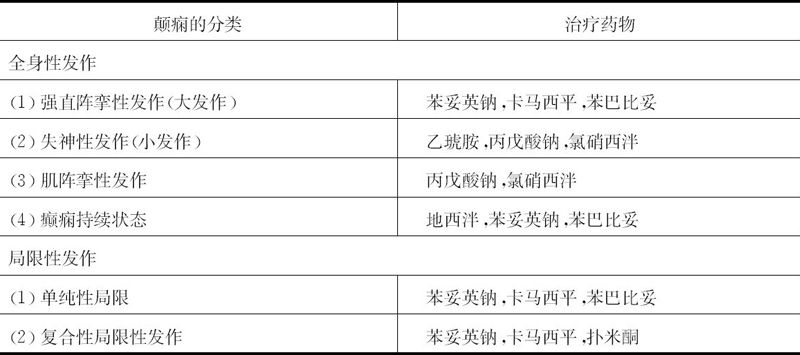 颠痫的分类 治疗药物
全身性发作
(1)强直阵挛性发作(大发作) 苯妥英钠,卡马西平,苯巴比妥
(2)失神性发作(小发作) 乙琥胺,丙戊酸钠,氯硝西泮
(3)肌阵挛性发作 丙戊酸钠,氯硝西泮
(4)癫痫持续状态 地西泮,苯妥英钠,苯巴比妥
局限性发作
(1)单纯性局限 苯妥英钠,卡马西平,苯巴比妥
(2)复合性局限性发作 苯妥英钠,卡马西平,扑米酮